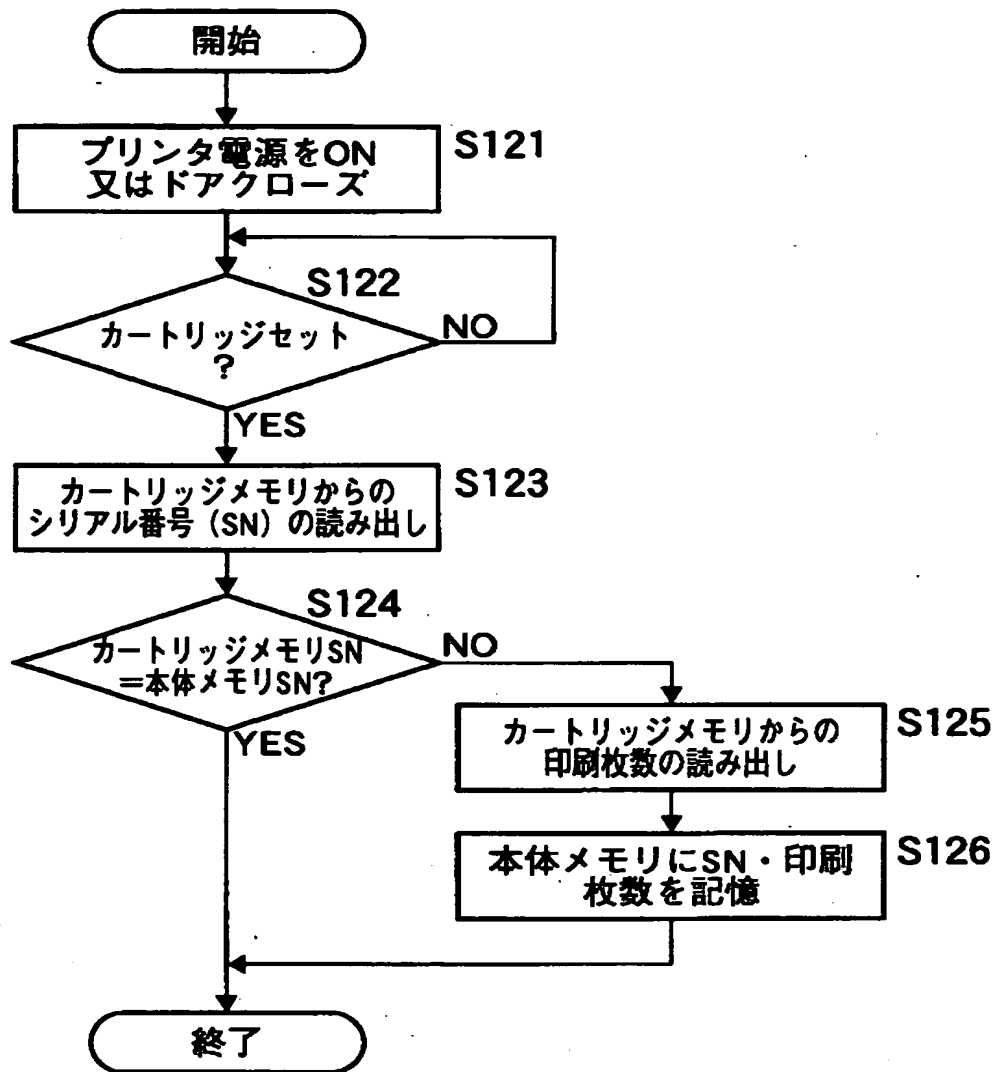 開始
プリンタ電源をON
又はドアクローズ
S121
S122
カートリッジセット
?
NO
YES
カートリッジメモリからの
シリアル番号（SN）の読み出し
S123
S124
カートリッジメモリSN
＝本体メモリSN?
NO
YES
カートリッジメモリからの
印刷枚数の読み出し
S125
本体メモリにSN・印刷
枚数を記憶
S126
終了